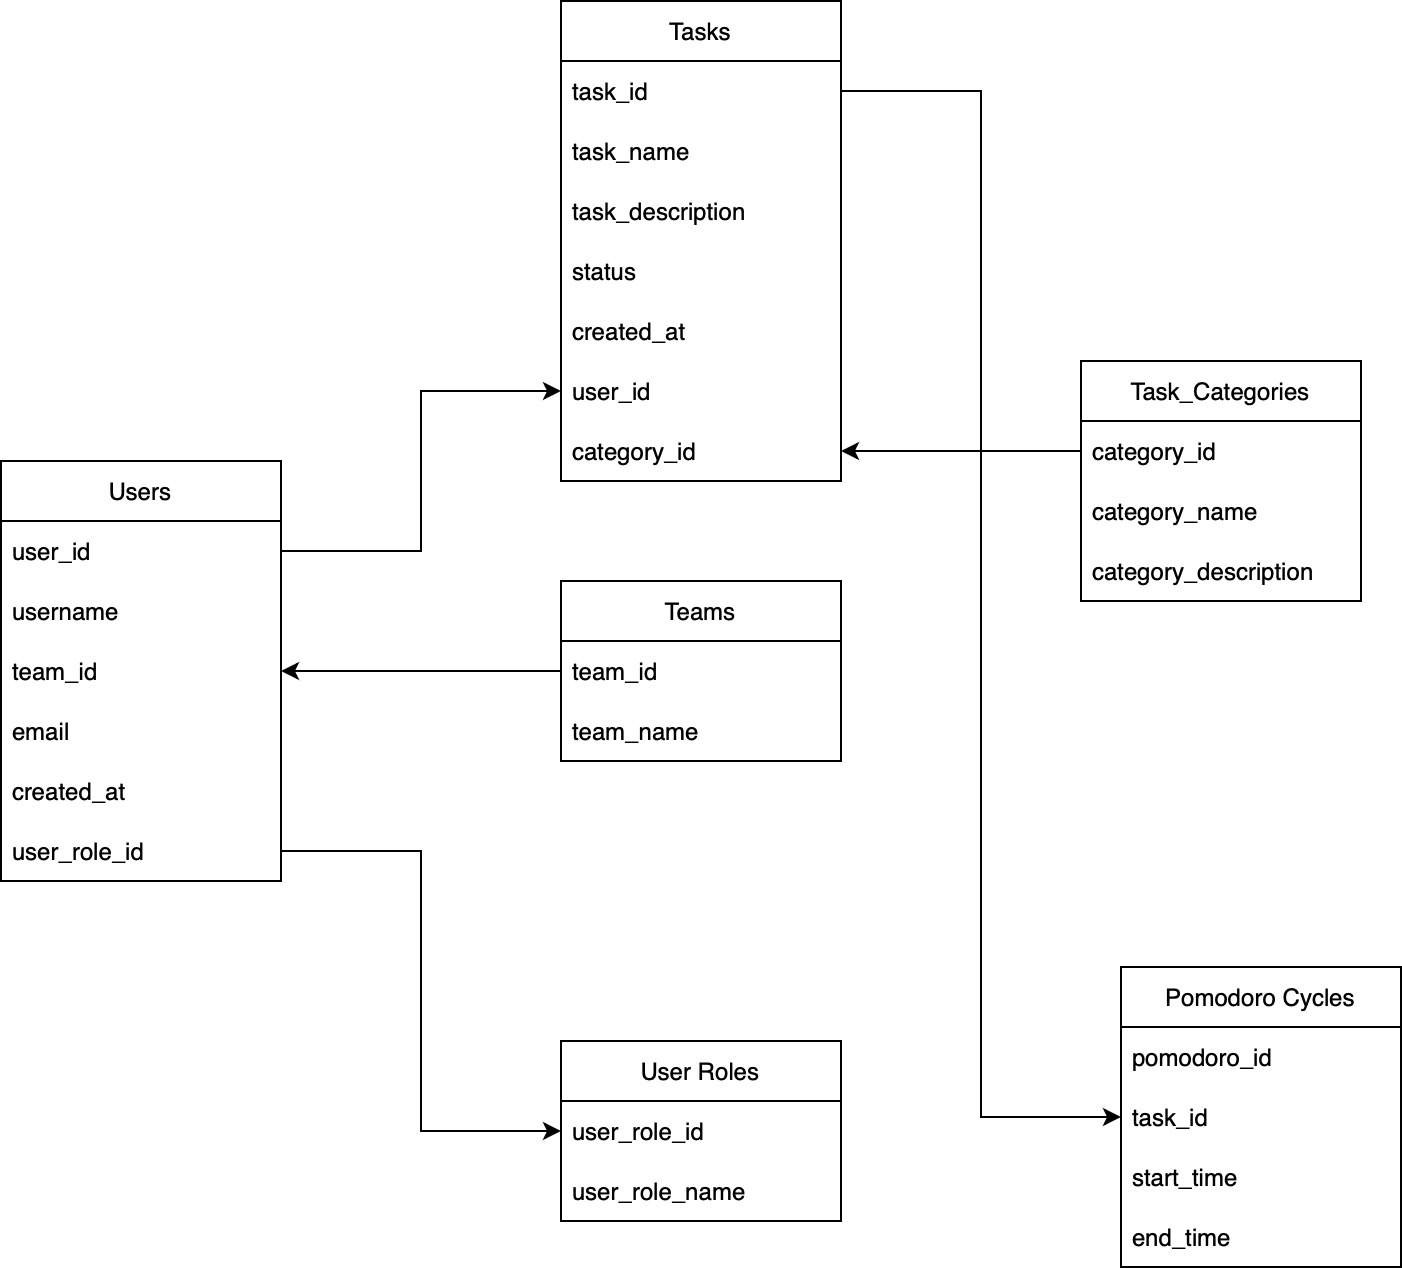 Tasks
task_id
task_name
task_description
status
created_at
user_id
category_id
Task_Categories
category_id
category_name
category_description
Users
user_id
username
team_id
email
created_at
user_role_id
Teams
team_id
team_name
User Roles
user_role_id
user_role_name
Pomodoro Cycles
pomodoro_id
task_id
start_time
end_time